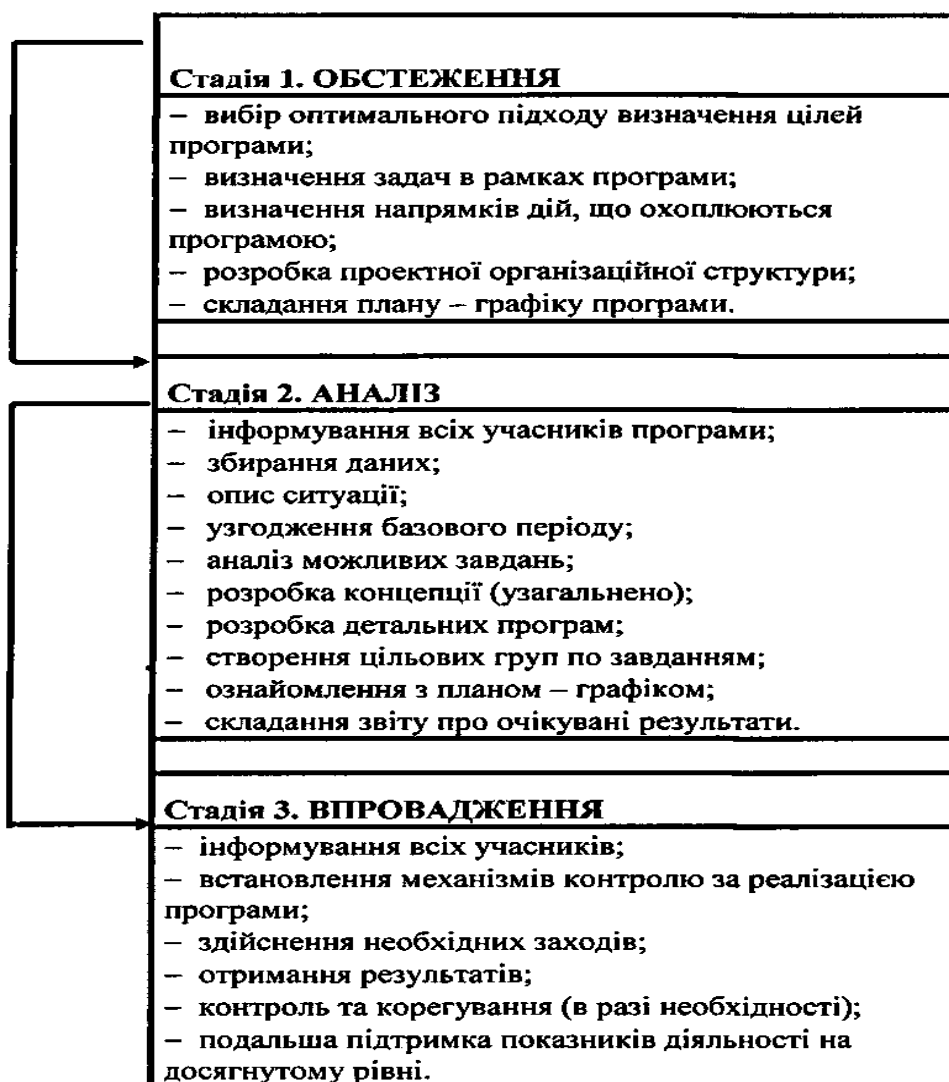 Стадія 1. ОБСТЕЖЕННЯ
– вибір оптимального підходу визначення цілей
програми;
– визначення задач в рамках програми;
– визначення напрямків дій, що охоплюються
програмою;
– розробка проектної організаційної структури;
– складання плану – графіку програми.
Стадія 2. АНАЛІЗ
– інформування всіх учасників програми;
– збирання даних;
– опис ситуації;
– узгодження базового періоду;
– аналіз можливих завдань;
– розробка концепції (узагальнено);
– розробка детальних програм;
– створення цільових груп по завданням;
– ознайомлення з планом – графіком;
– складання звіту про очікувані результати.
Стадія 3. ВПРОВАДЖЕННЯ
– інформування всіх учасників;
– встановлення механізмів контролю за реалізацією
програми;
– здійснення необхідних заходів;
– отримання результатів;
– контроль та корегування (в разі необхідності);
– подальша підтримка показників діяльності на
досягнутому рівні.